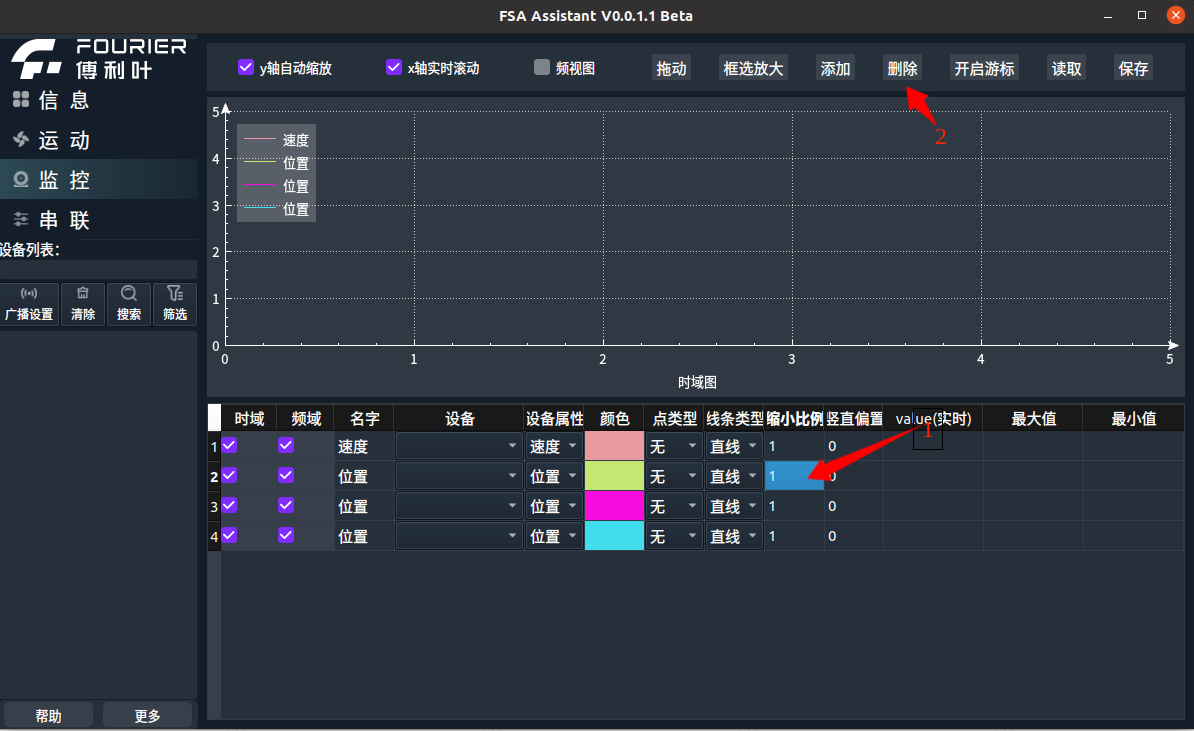 FSA Assistant V0.0.1.1 Beta
FOURIER
傅利叶
信 息
运 动
监 控
串 联
设备列表:
广播设置 清除 搜索 筛选
帮助 更多
y轴自动缩放 x轴实时滚动 频视图 拖动 框选放大 添加 删除 开启游标 读取 保存
2
5
4
3
2
1
0
速度
位置
位置
位置
0 1 2 3 4 5
时域图
时域 频域 名字 设备 设备属性 颜色 点类型 线条类型 缩小比例 竖直偏置 value(实时) 最大值 最小值
1
1 速度 速度 无 直线 1 0
2 位置 位置 无 直线 1 0
3 位置 位置 无 直线 1 0
4 位置 位置 无 直线 1 0